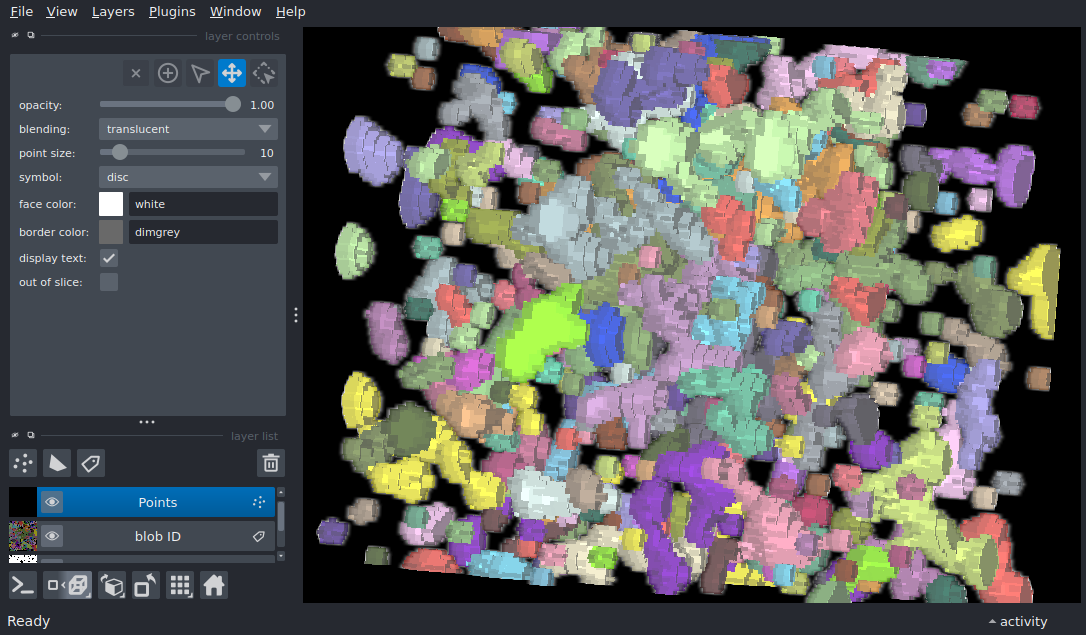 File View Layers Plugins Window Help
layer controls
opacity: 1.00
blending: translucent
point size: 10
symbol: disc
face color: white
border color: dimgrey
display text:
out of slice:
layer list
Points
blob ID
Ready activity